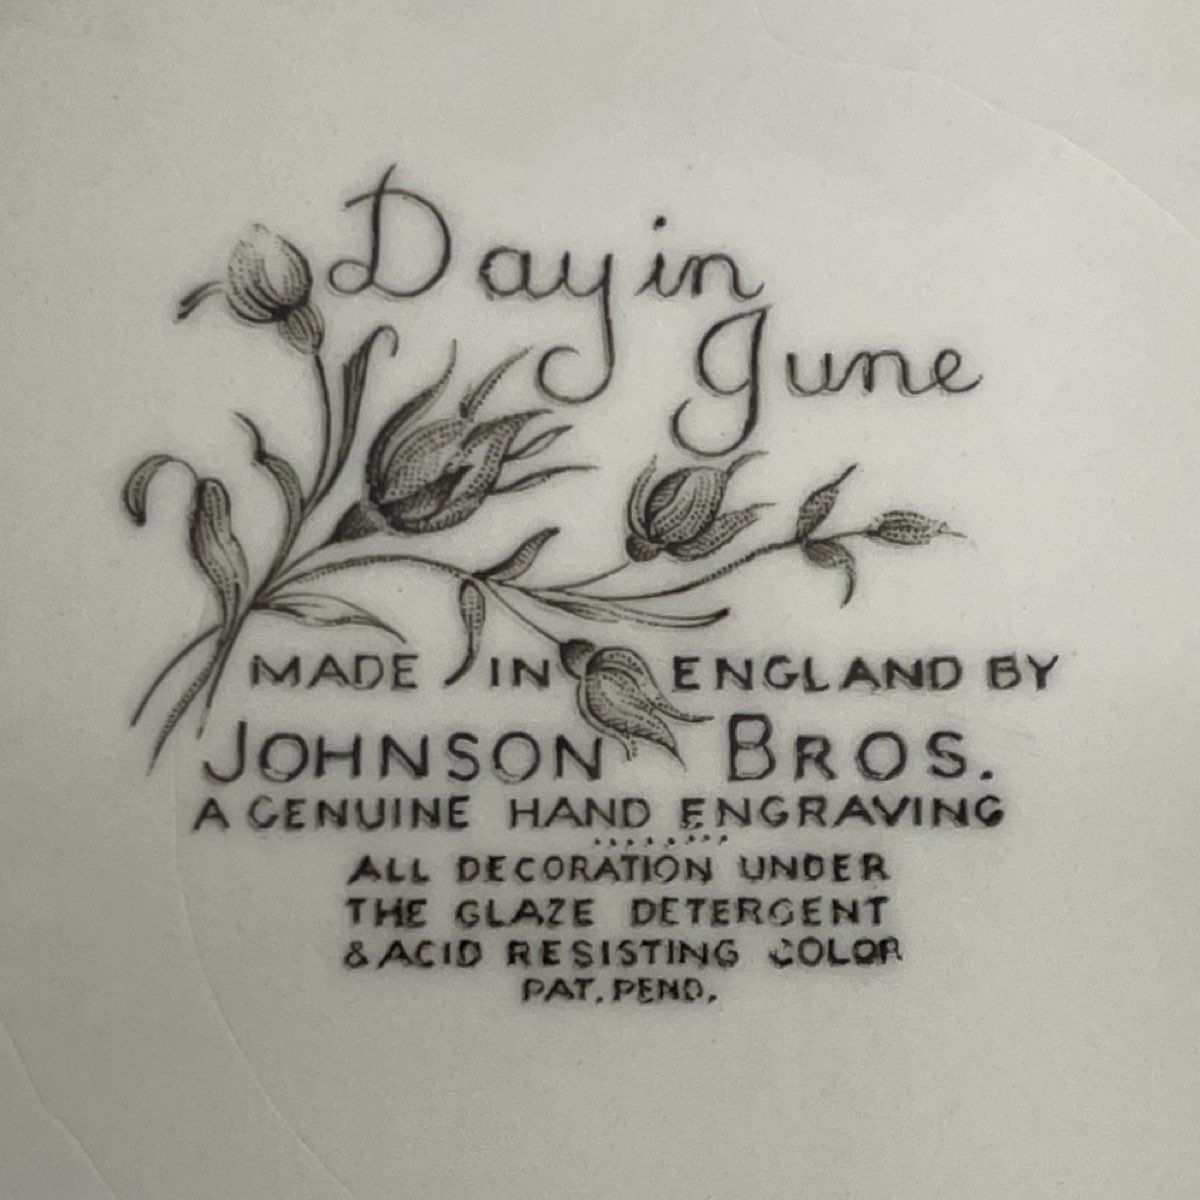 Day in
June
MADE IN ENGLAND BY
JOHNSON BROS.
A GENUINE HAND ENGRAVING
ALL DECORATION UNDER
THE GLAZE DETERGENT
& ACID RESISTING COLOR
PAT. PEND.